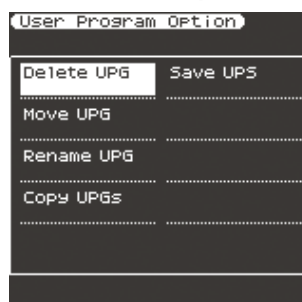 User Program Option
Delete UPG
Save UPS
Move UPG
Rename UPG
Copy UPGs